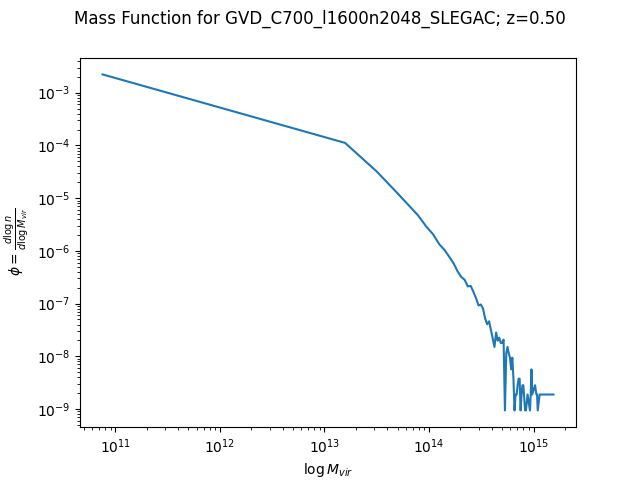 Mass Function for GVD_C700_l1600n2048_SLEGAC; z=0.50
10⁻³
10⁻⁴
10⁻⁵
10⁻⁶
10⁻⁷
10⁻⁸
10⁻⁹
ϕ = d log n / d log M_vir
10¹¹ 10¹² 10¹³ 10¹⁴ 10¹⁵
log M_vir